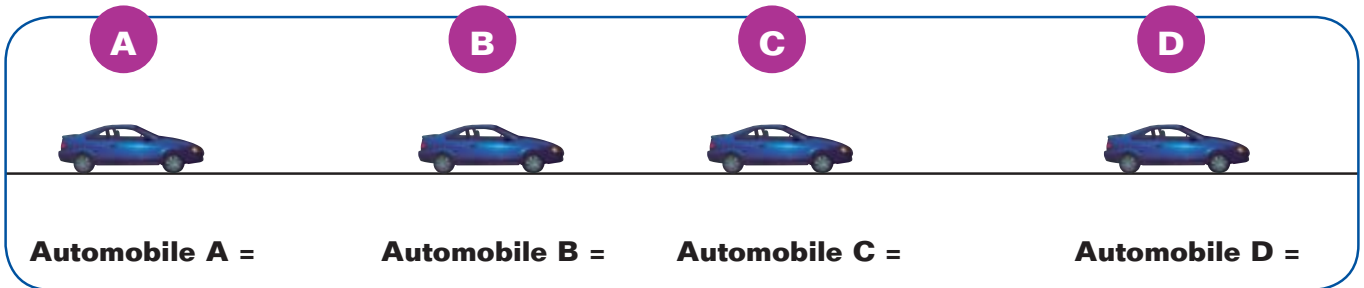 A B C D
Automobile A = Automobile B = Automobile C = Automobile D =